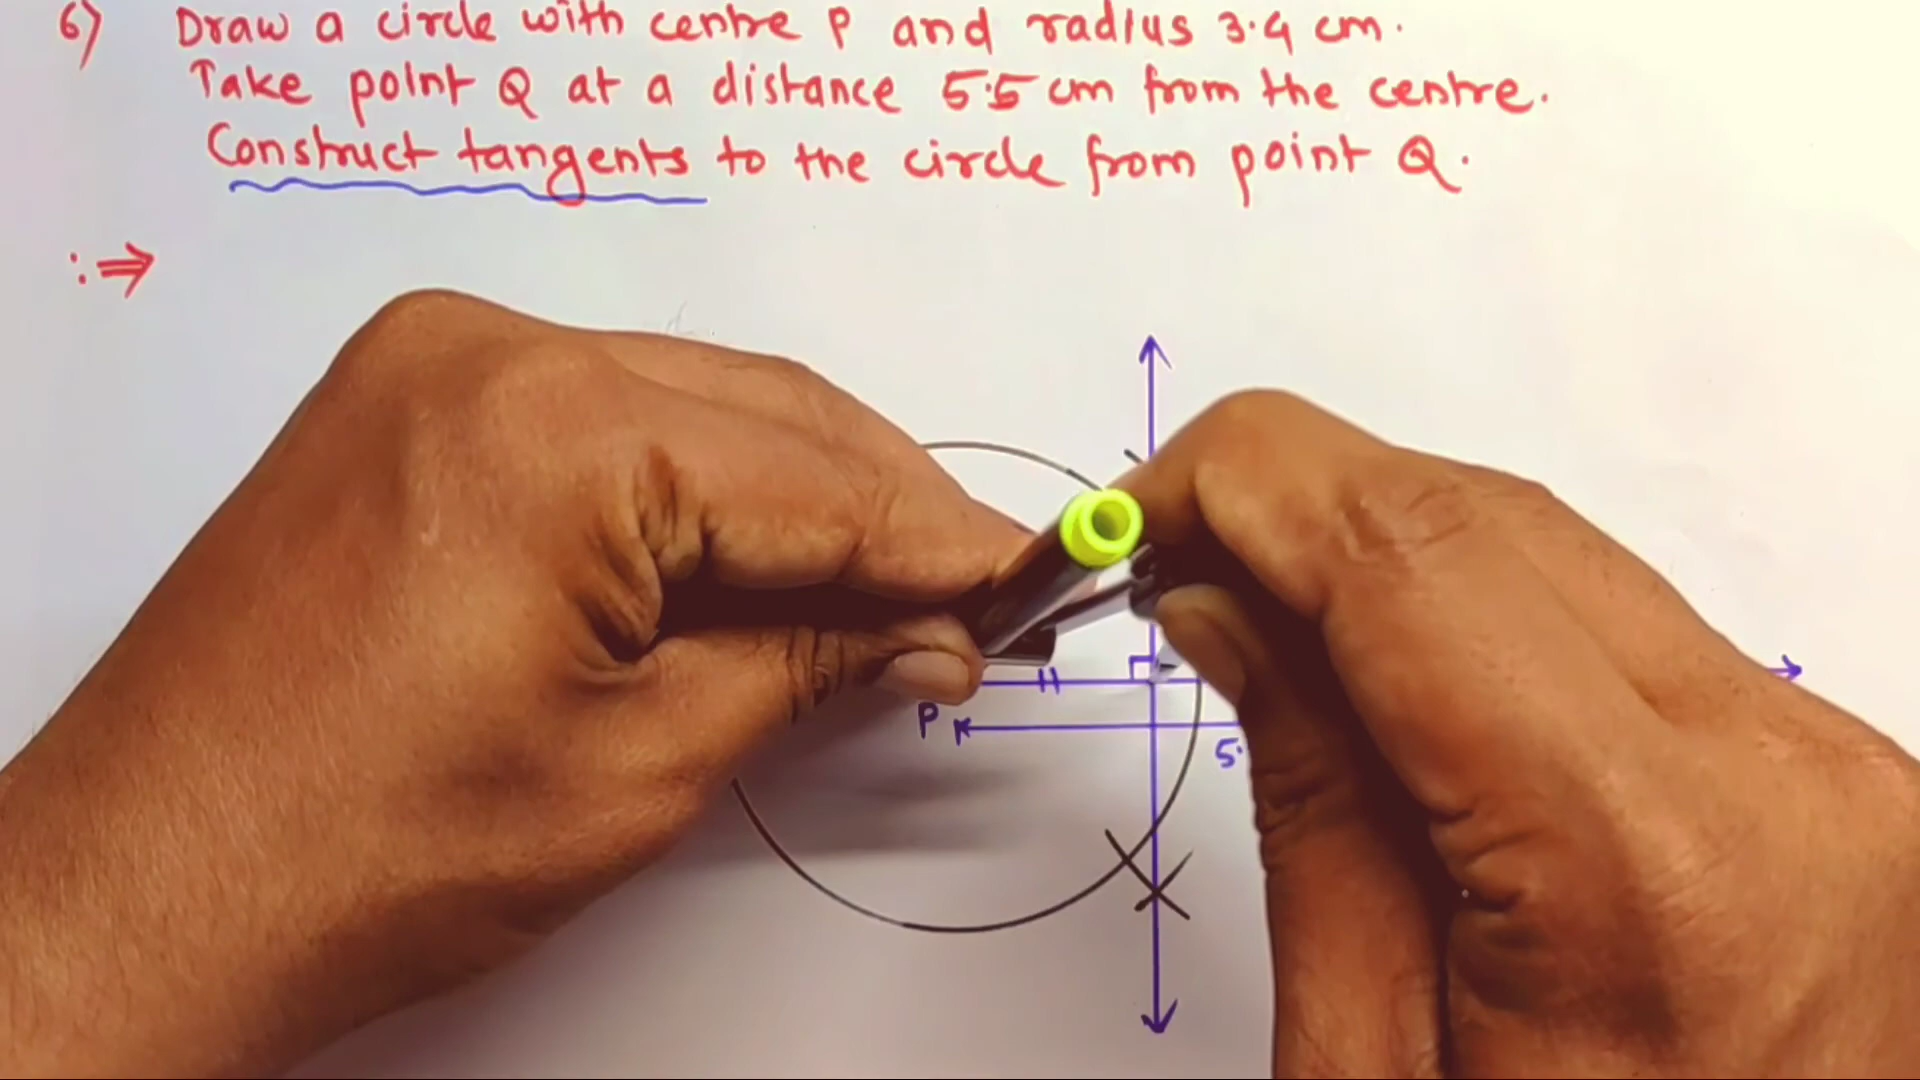 6) Draw a circle with centre P and radius 3.4 cm.
Take point Q at a distance 5.5 cm from the centre.
Construct tangents to the circle from point Q.
:⇒
P
5.